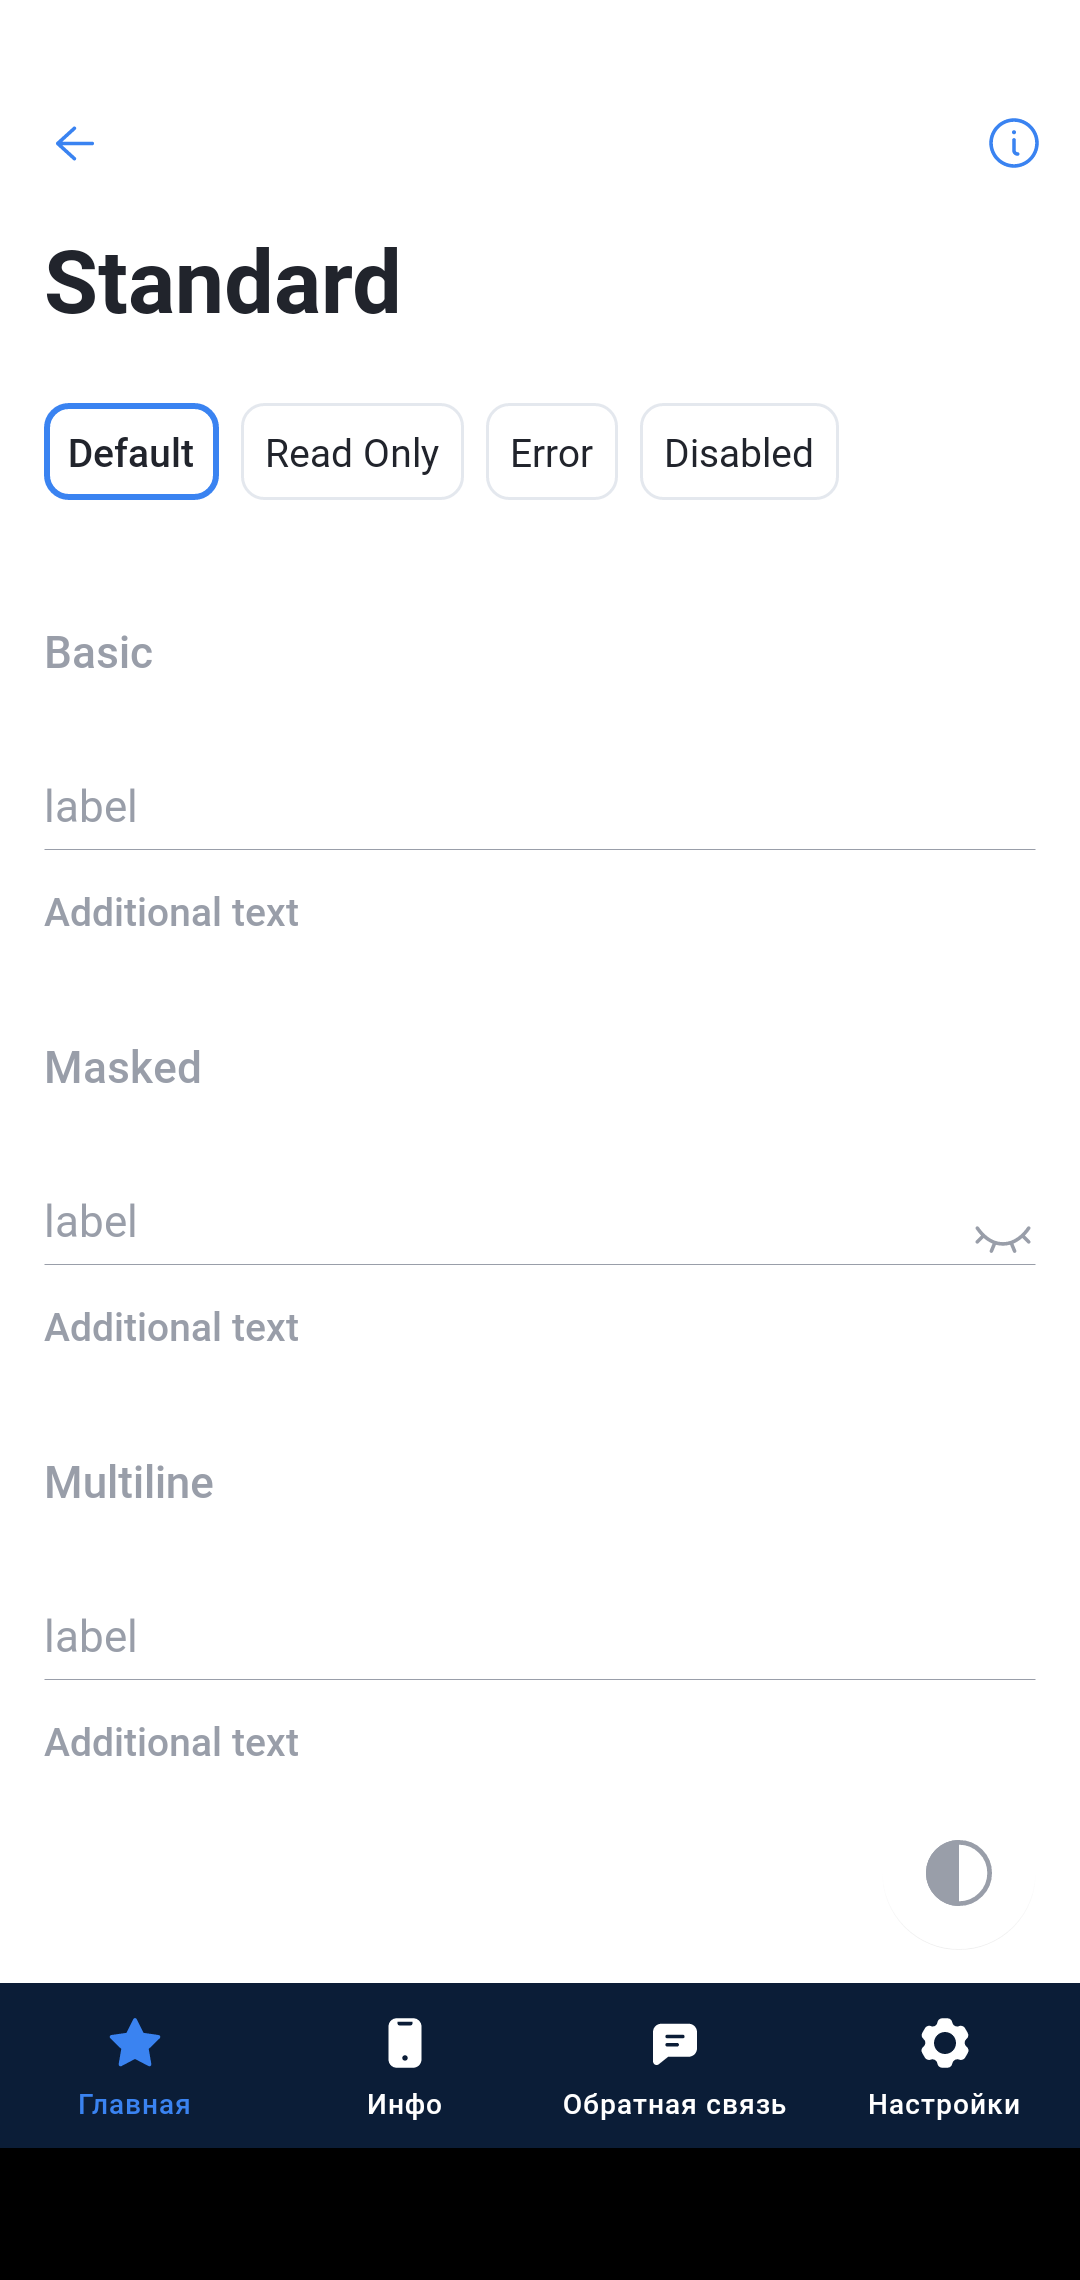 Standard
Default
Read Only
Error
Disabled
Basic
label
Additional text
Masked
label
Additional text
Multiline
label
Additional text
Главная
Инфо
Обратная связь
Настройки